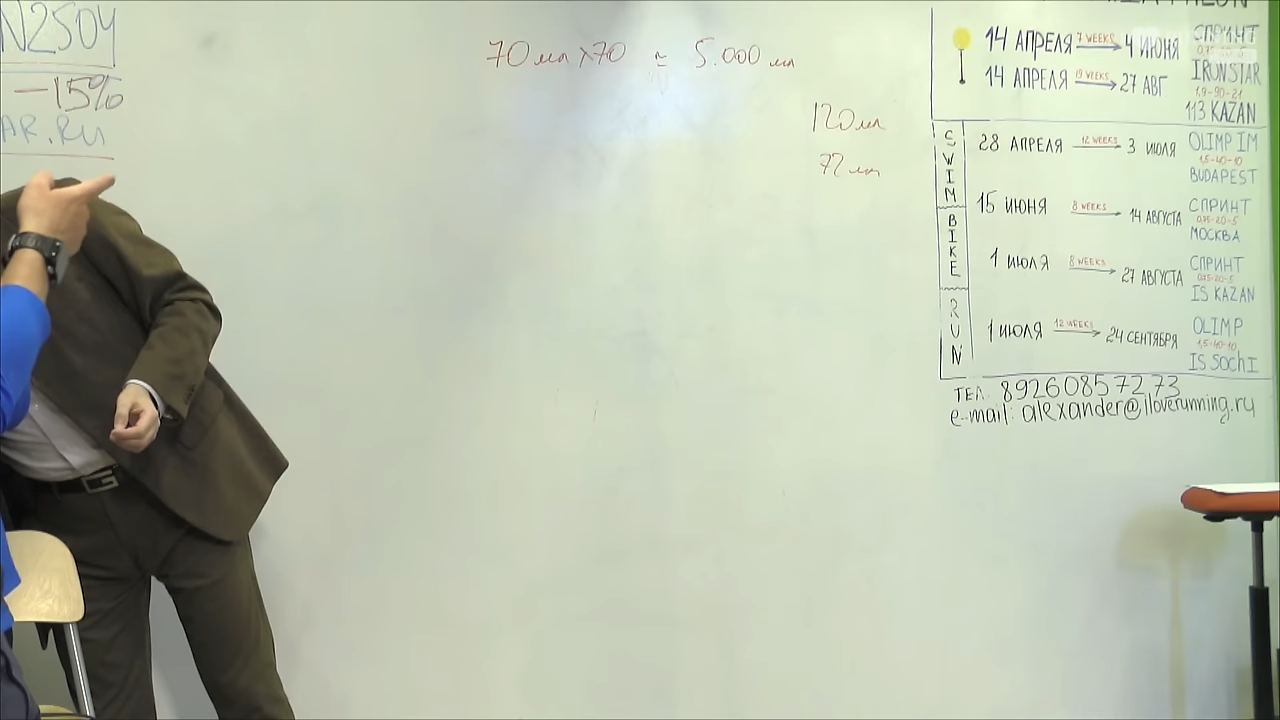 N2504
-15%
AR.RU
70 мл x70 ≃ 5.000 мл
120 мл
72 мл
14 АПРЕЛЯ 7 WEEKS 4 ИЮНЯ СПРИНТ
14 АПРЕЛЯ 19 WEEKS 27 АВГ IRONSTAR
1,9-90-21
113 KAZAN
SWIM
BIKE
RUN
28 АПРЕЛЯ 12 WEEKS 3 ИЮЛЯ OLIMP IM
1,5-40-10
BUDAPEST
15 ИЮНЯ 8 WEEKS 14 АВГУСТА СПРИНТ
0,75-20-5
МОСКВА
1 ИЮЛЯ 8 WEEKS 27 АВГУСТА СПРИНТ
0,75-20-5
IS KAZAN
1 ИЮЛЯ 12 WEEKS 24 СЕНТЯБРЯ OLIMP
1,5-40-10
IS SOchI
ТЕЛ. 89260857273
e-mail: alexander@iloverunning.ru